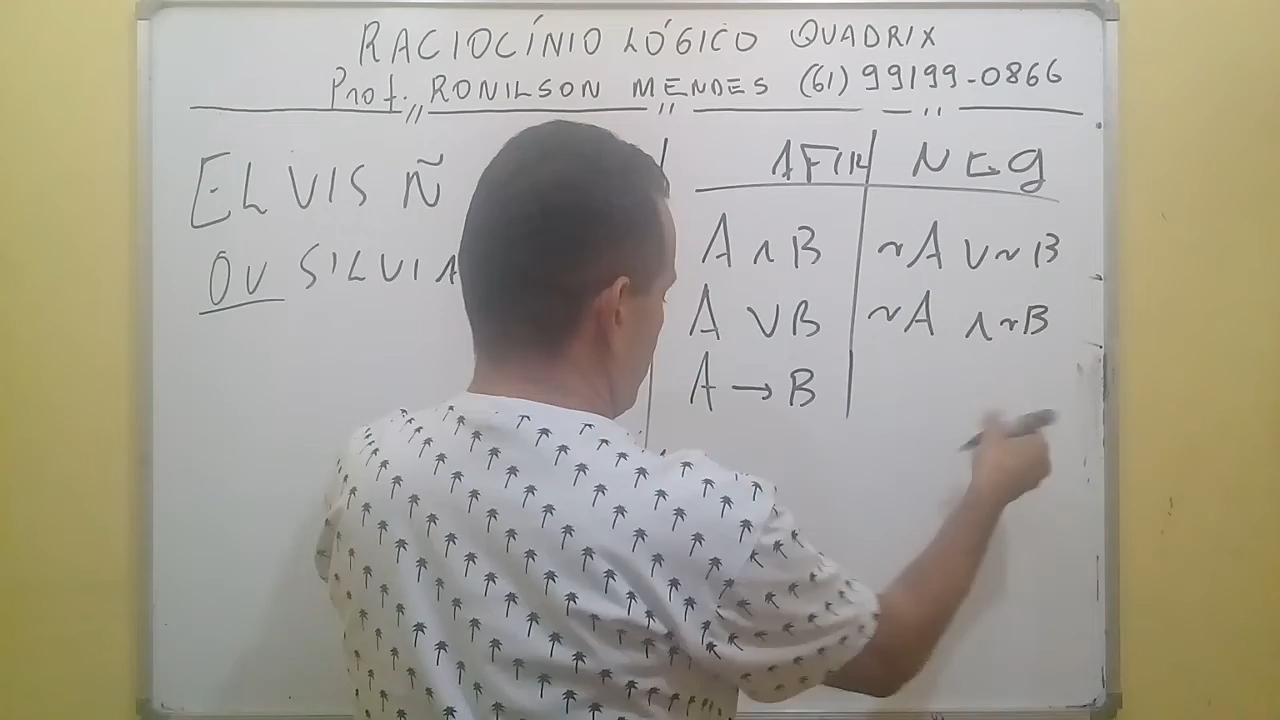 RACIOCÍNIO LÓGICO QUADRIX
Prof. RONILSON MENDES (61) 99199-0866
ELVIS Ñ
OU SILVIA
AFIR NEG
A ∧ B ~A ∨ ~B
A ∨ B ~A ∧ ~B
A → B